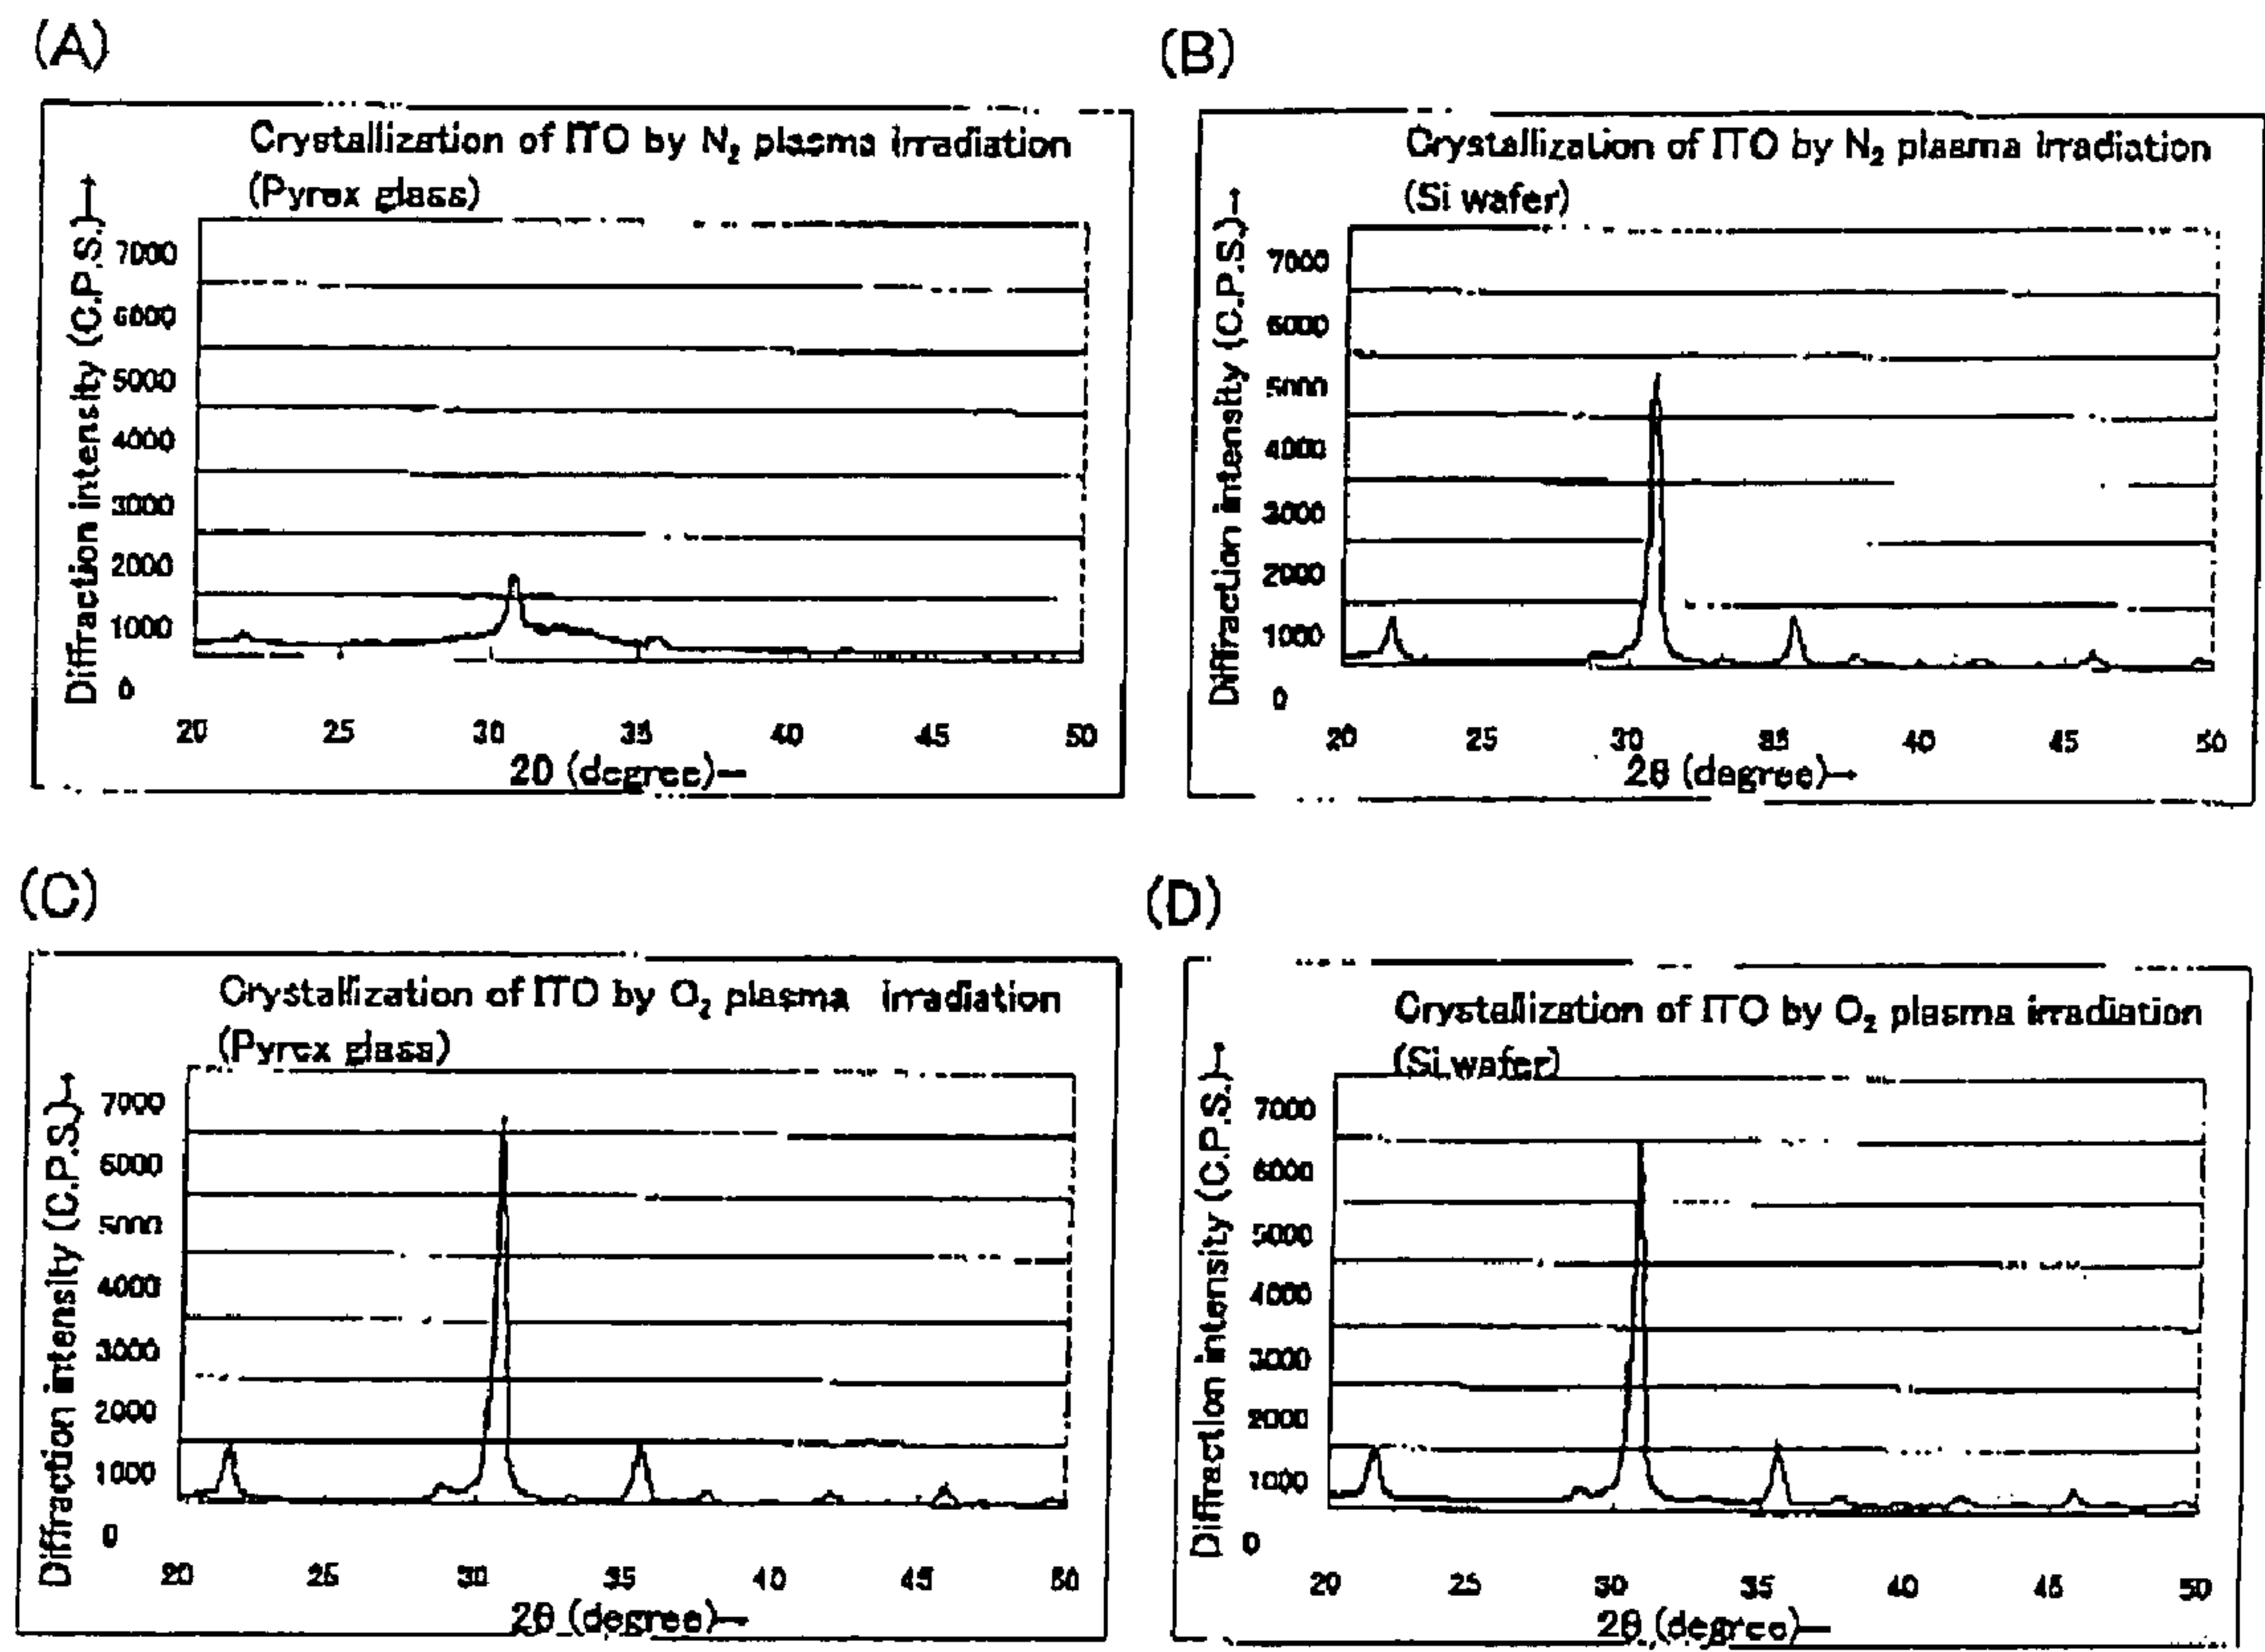 (A)
Crystallization of ITO by N₂ plasma irradiation
(Pyrex glass)
Diffraction intensity (C.P.S.)→
7000
6000
5000
4000
3000
2000
1000
0
20 25 30 35 40 45 50
2θ (degree)—
(B)
Crystallization of ITO by N₂ plasma irradiation
(Si wafer)
Diffraction intensity (C.P.S.)→
7000
6000
5000
4000
3000
2000
1000
0
20 25 30 35 40 45 50
2θ (degree)→
(C)
Crystallization of ITO by O₂ plasma irradiation
(Pyrex glass)
Diffraction intensity (C.P.S.)→
7000
6000
5000
4000
3000
2000
1000
0
20 25 30 35 40 45 50
2θ (degree)—
(D)
Crystallization of ITO by O₂ plasma irradiation
(Si wafer)
Diffraction intensity (C.P.S.)→
7000
6000
5000
4000
3000
2000
1000
0
20 25 30 35 40 45 50
2θ (degree)—